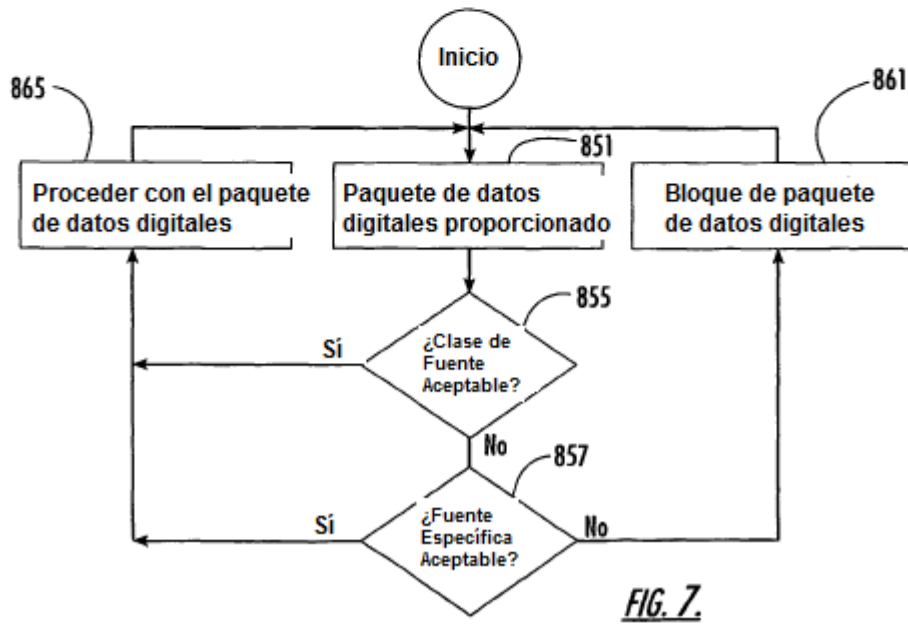 Inicio
865
861
851
Proceder con el paquete
de datos digitales
Paquete de datos
digitales proporcionado
Bloque de paquete
de datos digitales
855
¿Clase de
Fuente
Aceptable?
Sí
No
857
¿Fuente
Específica
Aceptable?
Sí
No
FIG. 7.